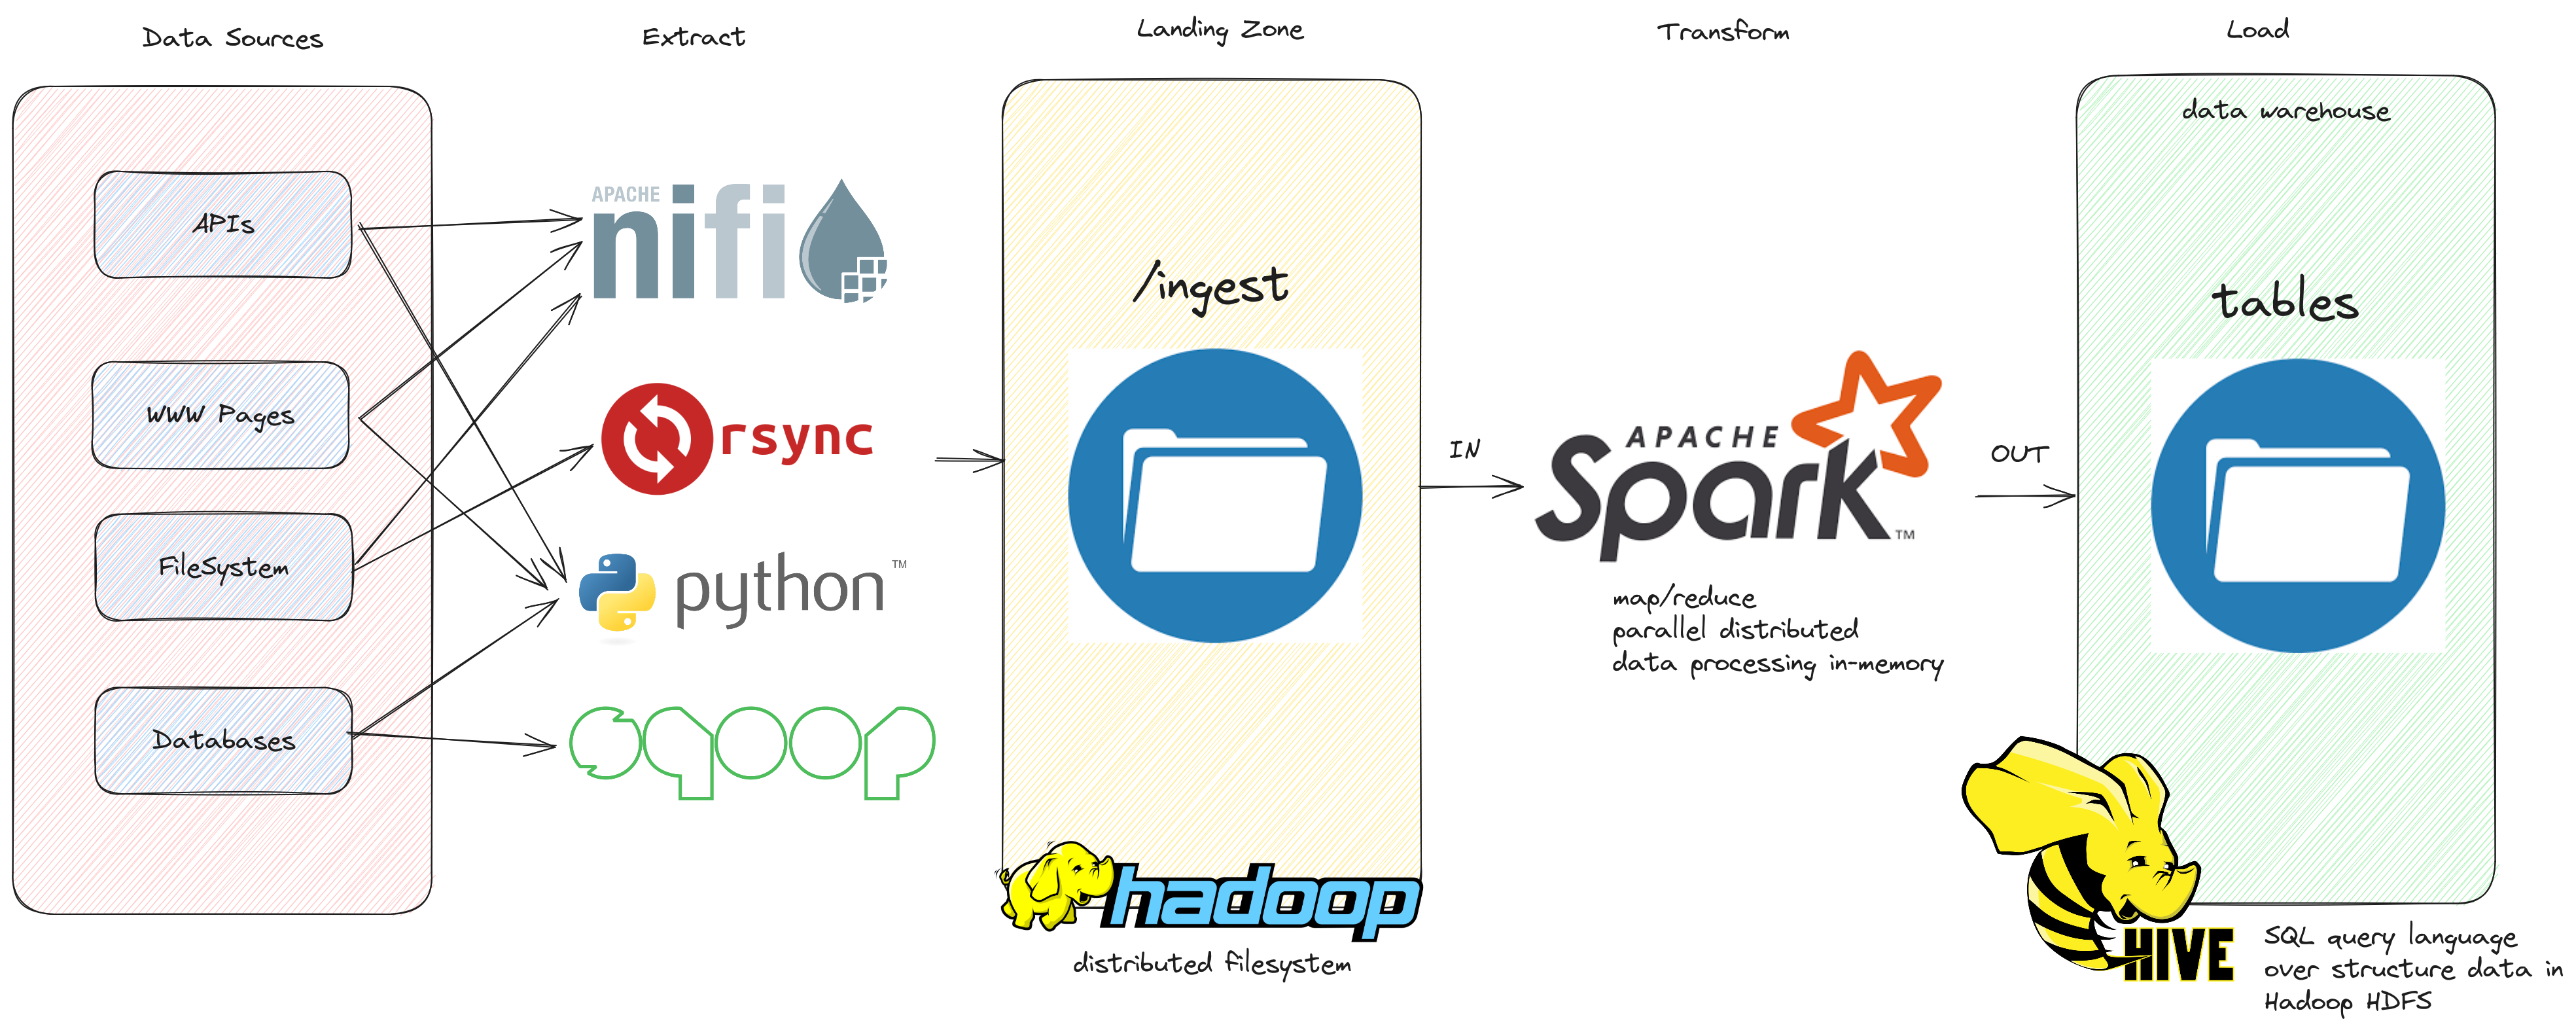 Data Sources
Extract
Landing Zone
Transform
Load
APIs
WWW Pages
FileSystem
Databases
APACHE
nifi
rsync
python™
sqoop
/ingest
hadoop
distributed filesystem
IN
APACHE
Spark™
map/reduce
parallel distributed
data processing in-memory
OUT
data warehouse
tables
HIVE
SQL query language
over structure data in
Hadoop HDFS